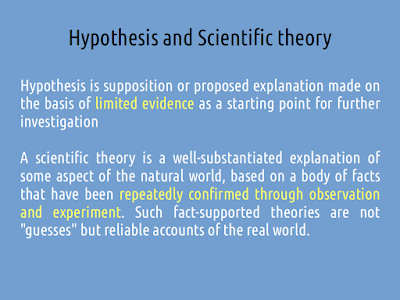 Hypothesis and Scientific theory
Hypothesis is supposition or proposed explanation made on
the basis of limited evidence as a starting point for further
investigation
A scientific theory is a well-substantiated explanation of
some aspect of the natural world, based on a body of facts
that have been repeatedly confirmed through observation
and experiment. Such fact-supported theories are not
"guesses" but reliable accounts of the real world.